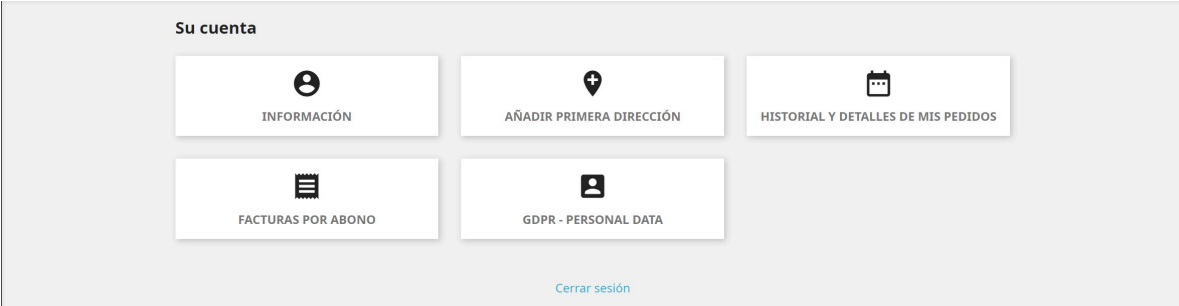 Su cuenta
INFORMACIÓN
AÑADIR PRIMERA DIRECCIÓN
HISTORIAL Y DETALLES DE MIS PEDIDOS
FACTURAS POR ABONO
GDPR - PERSONAL DATA
Cerrar sesión